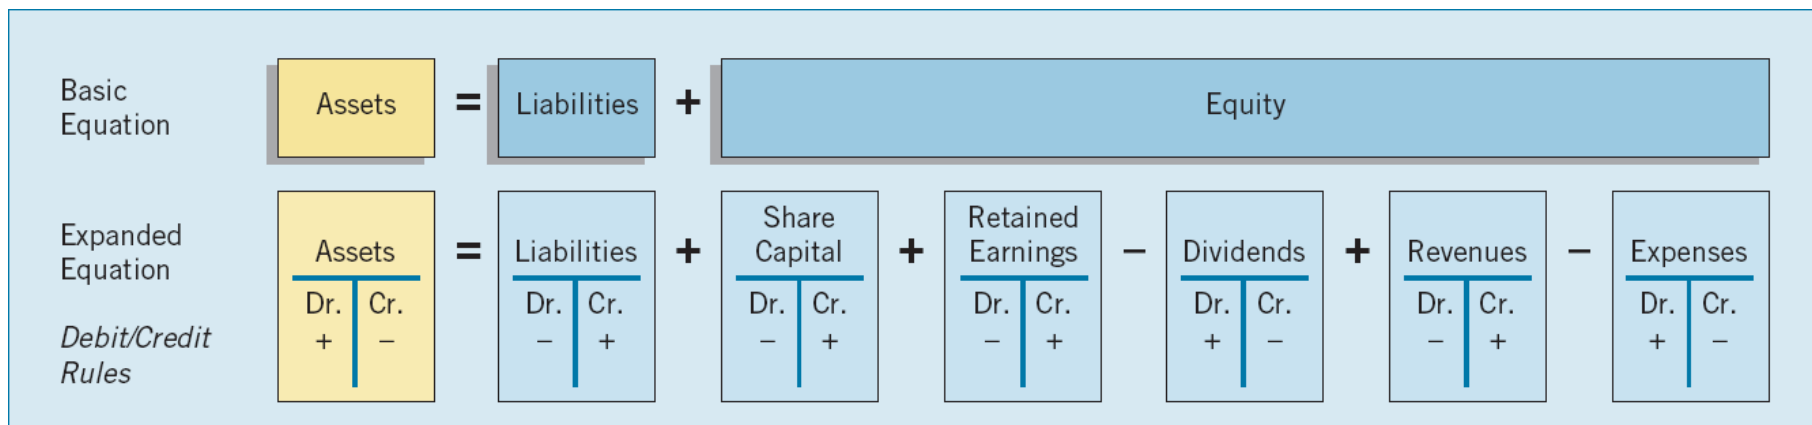 Basic
Equation
Assets = Liabilities + Equity
Expanded
Equation
Debit/Credit
Rules
Assets
Dr. Cr.
+ –
=
Liabilities
Dr. Cr.
– +
+
Share
Capital
Dr. Cr.
– +
+
Retained
Earnings
Dr. Cr.
– +
–
Dividends
Dr. Cr.
+ –
+
Revenues
Dr. Cr.
– +
–
Expenses
Dr. Cr.
+ –